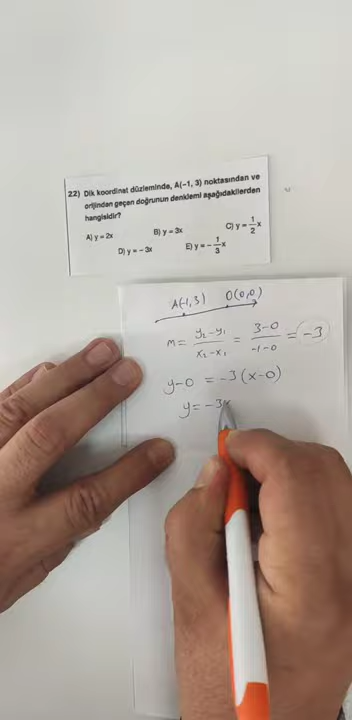 22) Dik koordinat düzleminde, A(−1, 3) noktasından ve
orijinden geçen doğrunun denklemi aşağıdakilerden
hangisidir?
A) y = 2x B) y = 3x C) y = 1/2 x
D) y = − 3x E) y = − 1/3 x
A(-1,3) O(0,0)
m = y₂-y₁/x₂-x₁ = 3-0/-1-0 = -3
y-0 = -3(x-0)
y = -3x